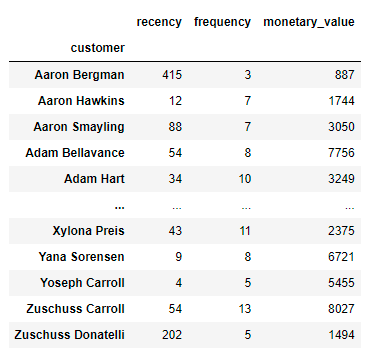 recency frequency monetary_value
customer
Aaron Bergman 415 3 887
Aaron Hawkins 12 7 1744
Aaron Smayling 88 7 3050
Adam Bellavance 54 8 7756
Adam Hart 34 10 3249
... ... ... ...
Xylona Preis 43 11 2375
Yana Sorensen 9 8 6721
Yoseph Carroll 4 5 5455
Zuschuss Carroll 54 13 8027
Zuschuss Donatelli 202 5 1494